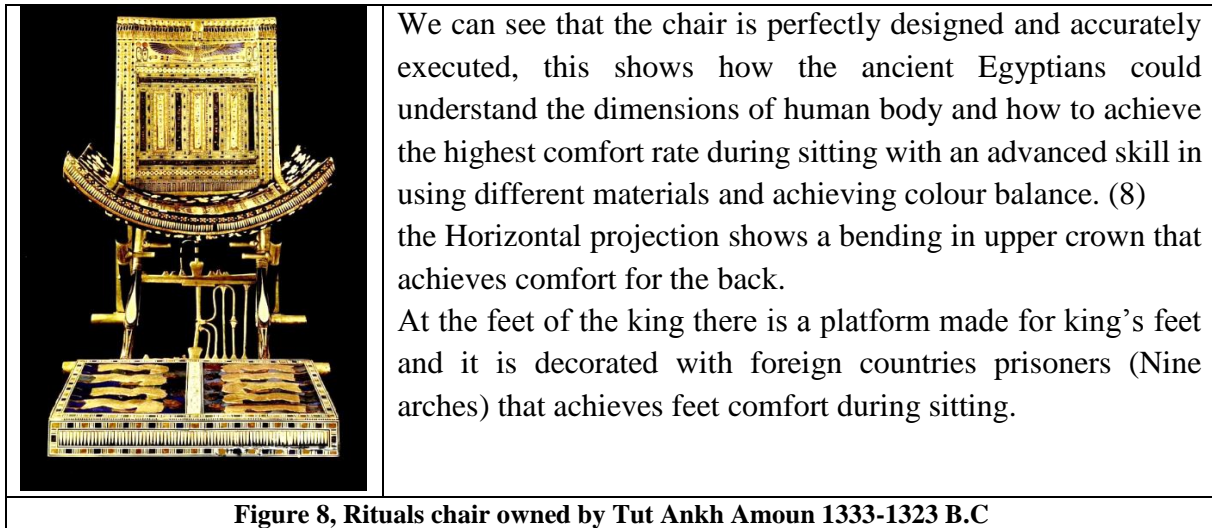 We can see that the chair is perfectly designed and accurately
executed, this shows how the ancient Egyptians could
understand the dimensions of human body and how to achieve
the highest comfort rate during sitting with an advanced skill in
using different materials and achieving colour balance. (8)
the Horizontal projection shows a bending in upper crown that
achieves comfort for the back.
At the feet of the king there is a platform made for king's feet
and it is decorated with foreign countries prisoners (Nine
arches) that achieves feet comfort during sitting.
Figure 8, Rituals chair owned by Tut Ankh Amoun 1333-1323 B.C